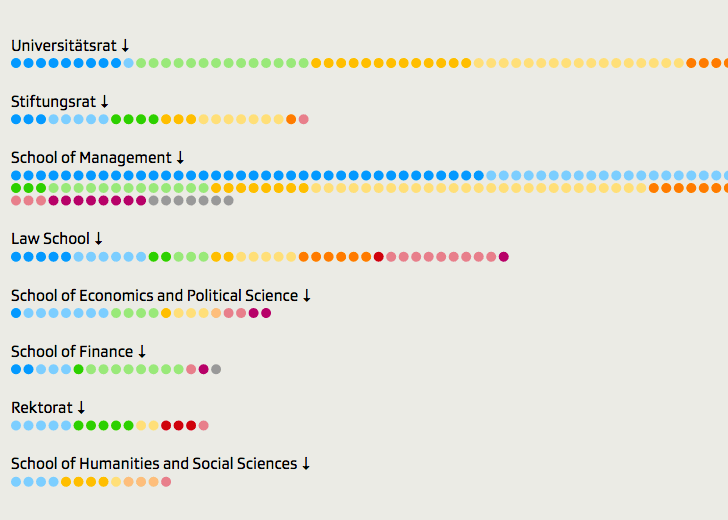 Universitätsrat ↓
Stiftungsrat ↓
School of Management ↓
Law School ↓
School of Economics and Political Science ↓
School of Finance ↓
Rektorat ↓
School of Humanities and Social Sciences ↓